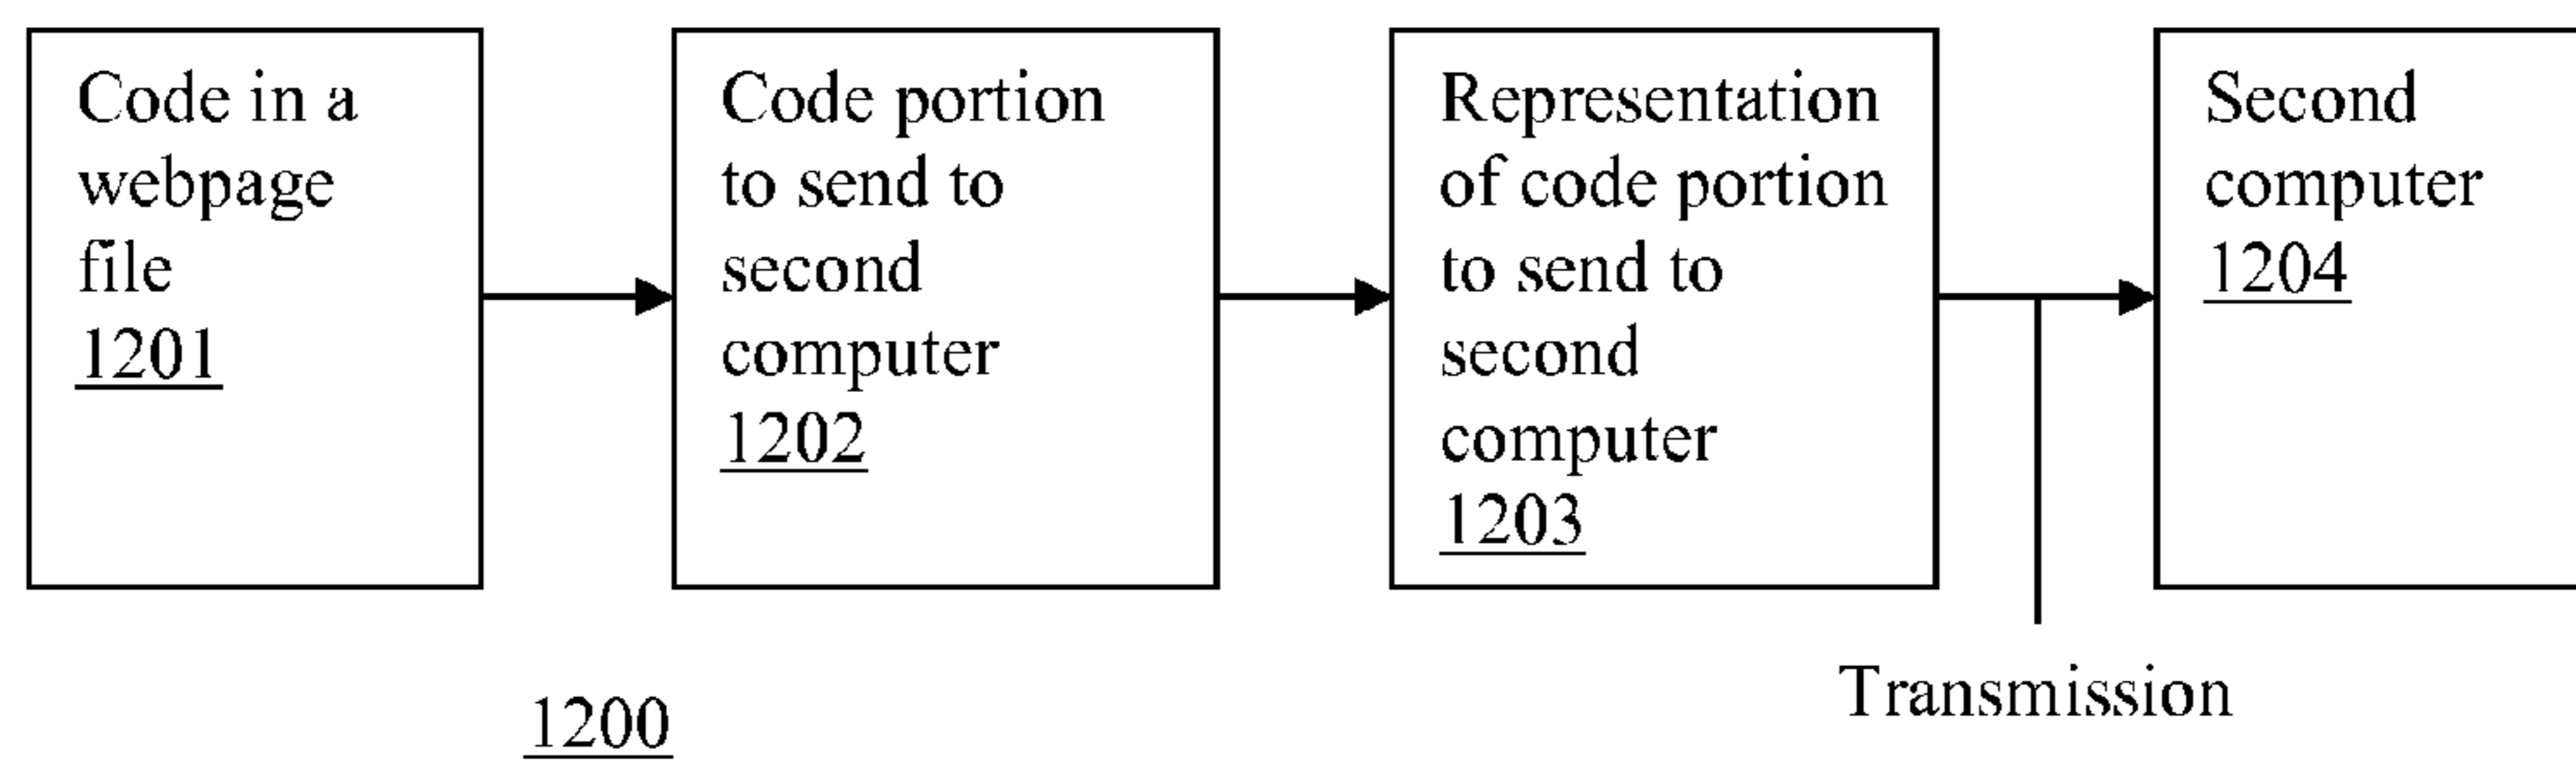 Code in a
webpage
file
1201
Code portion
to send to
second
computer
1202
Representation
of code portion
to send to
second
computer
1203
Second
computer
1204
Transmission
1200